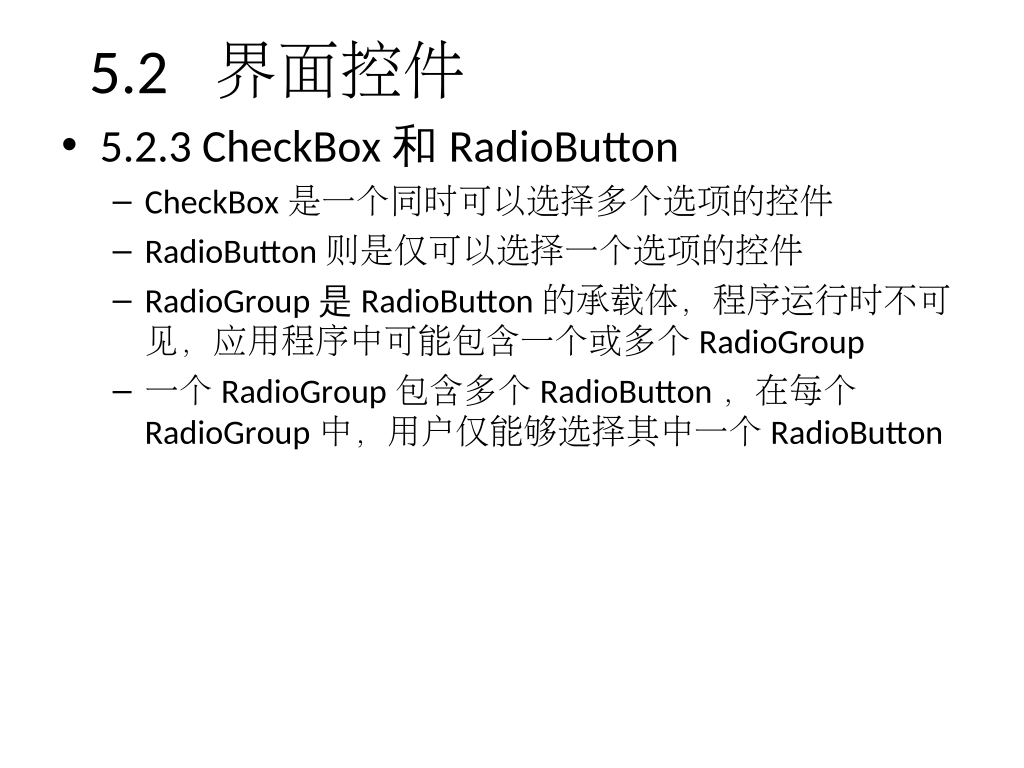 5.2 界面控件
• 5.2.3 CheckBox 和 RadioButton
– CheckBox 是一个同时可以选择多个选项的控件
– RadioButton 则是仅可以选择一个选项的控件
– RadioGroup 是 RadioButton 的承载体，程序运行时不可
见，应用程序中可能包含一个或多个 RadioGroup
– 一个 RadioGroup 包含多个 RadioButton ，在每个
RadioGroup 中，用户仅能够选择其中一个 RadioButton